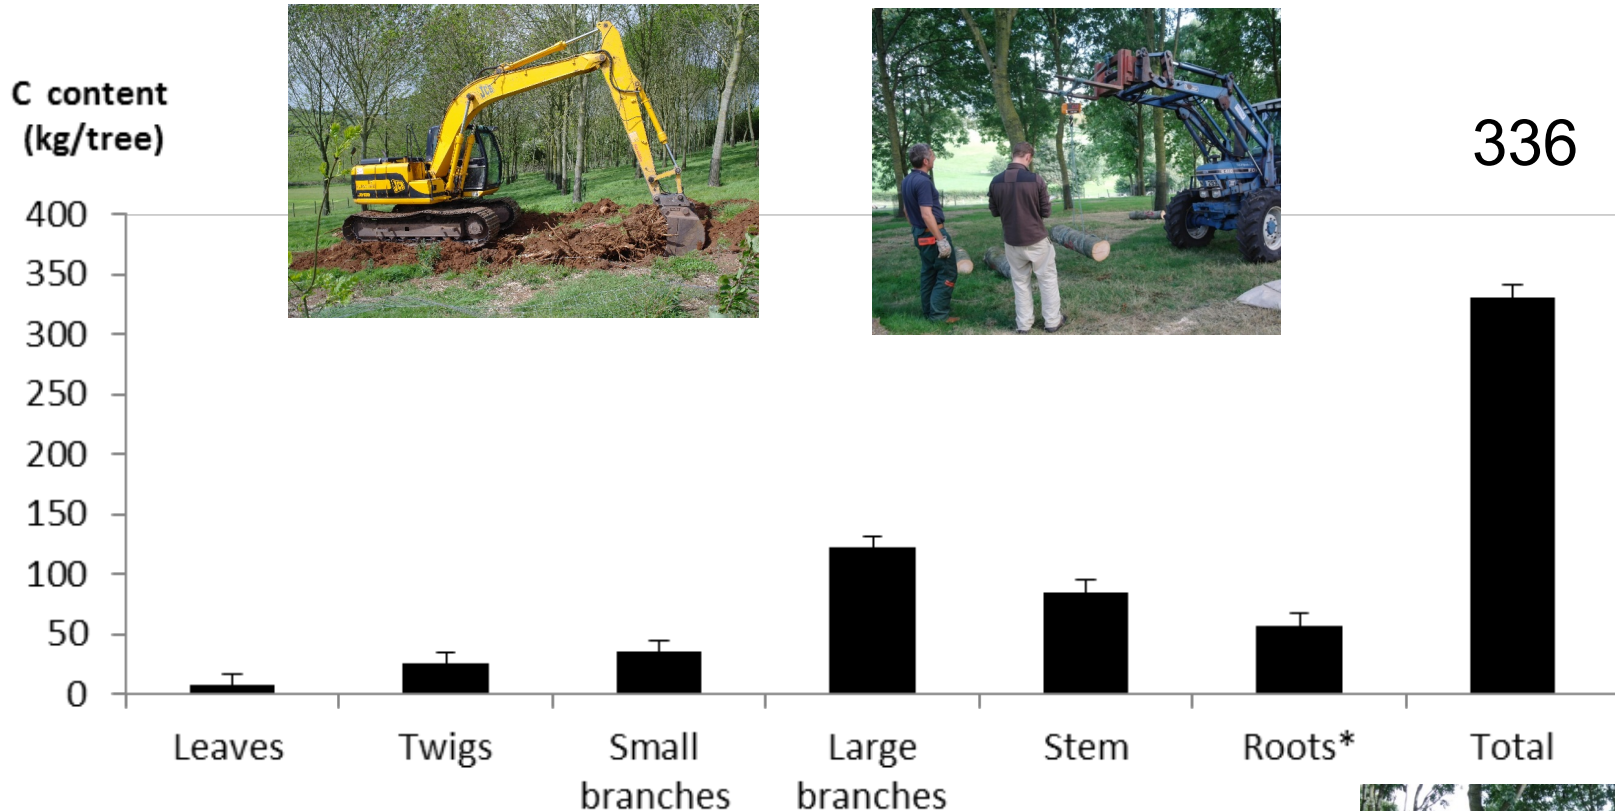 C content
(kg/tree)
336
400
350
300
250
200
150
100
50
0
Leaves
Twigs
Small
branches
Large
branches
Stem
Roots*
Total
JCB